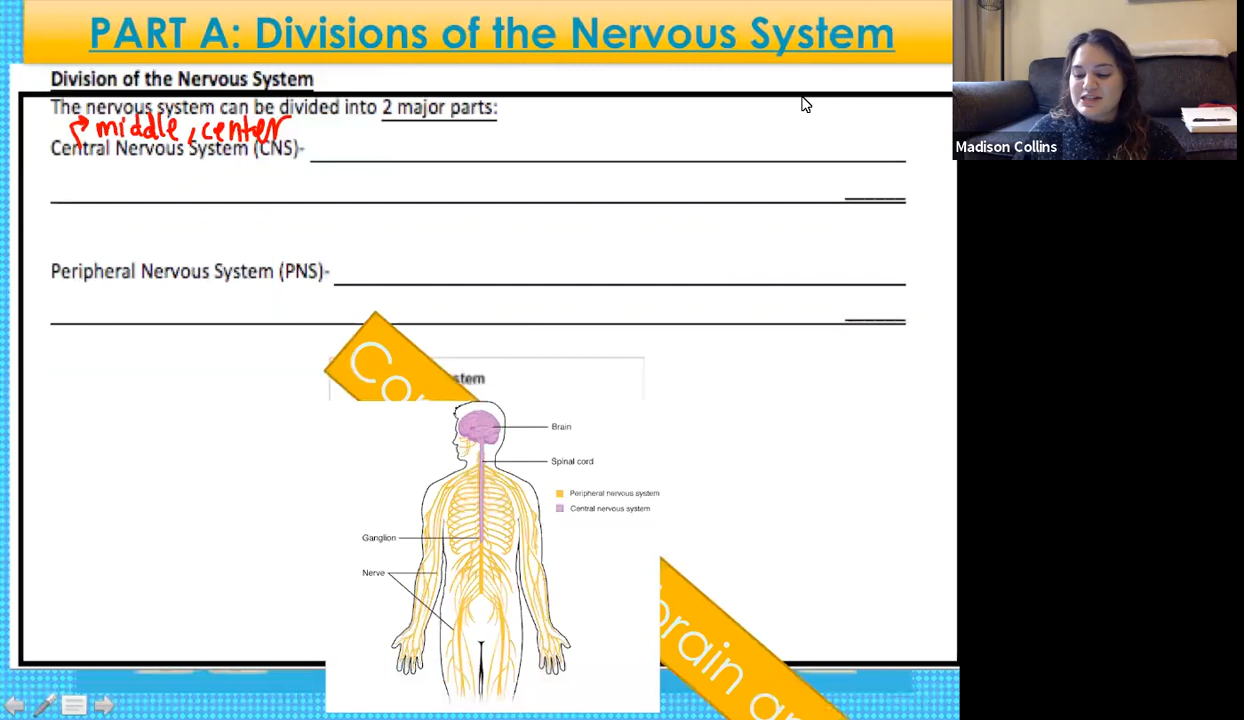 PART A: Divisions of the Nervous System
Division of the Nervous System
The nervous system can be divided into 2 major parts:
middle, center
Central Nervous System (CNS)-
Peripheral Nervous System (PNS)-
Brain
Spinal cord
Peripheral nervous system
Central nervous system
Ganglion
Nerve
brain
Madison Collins